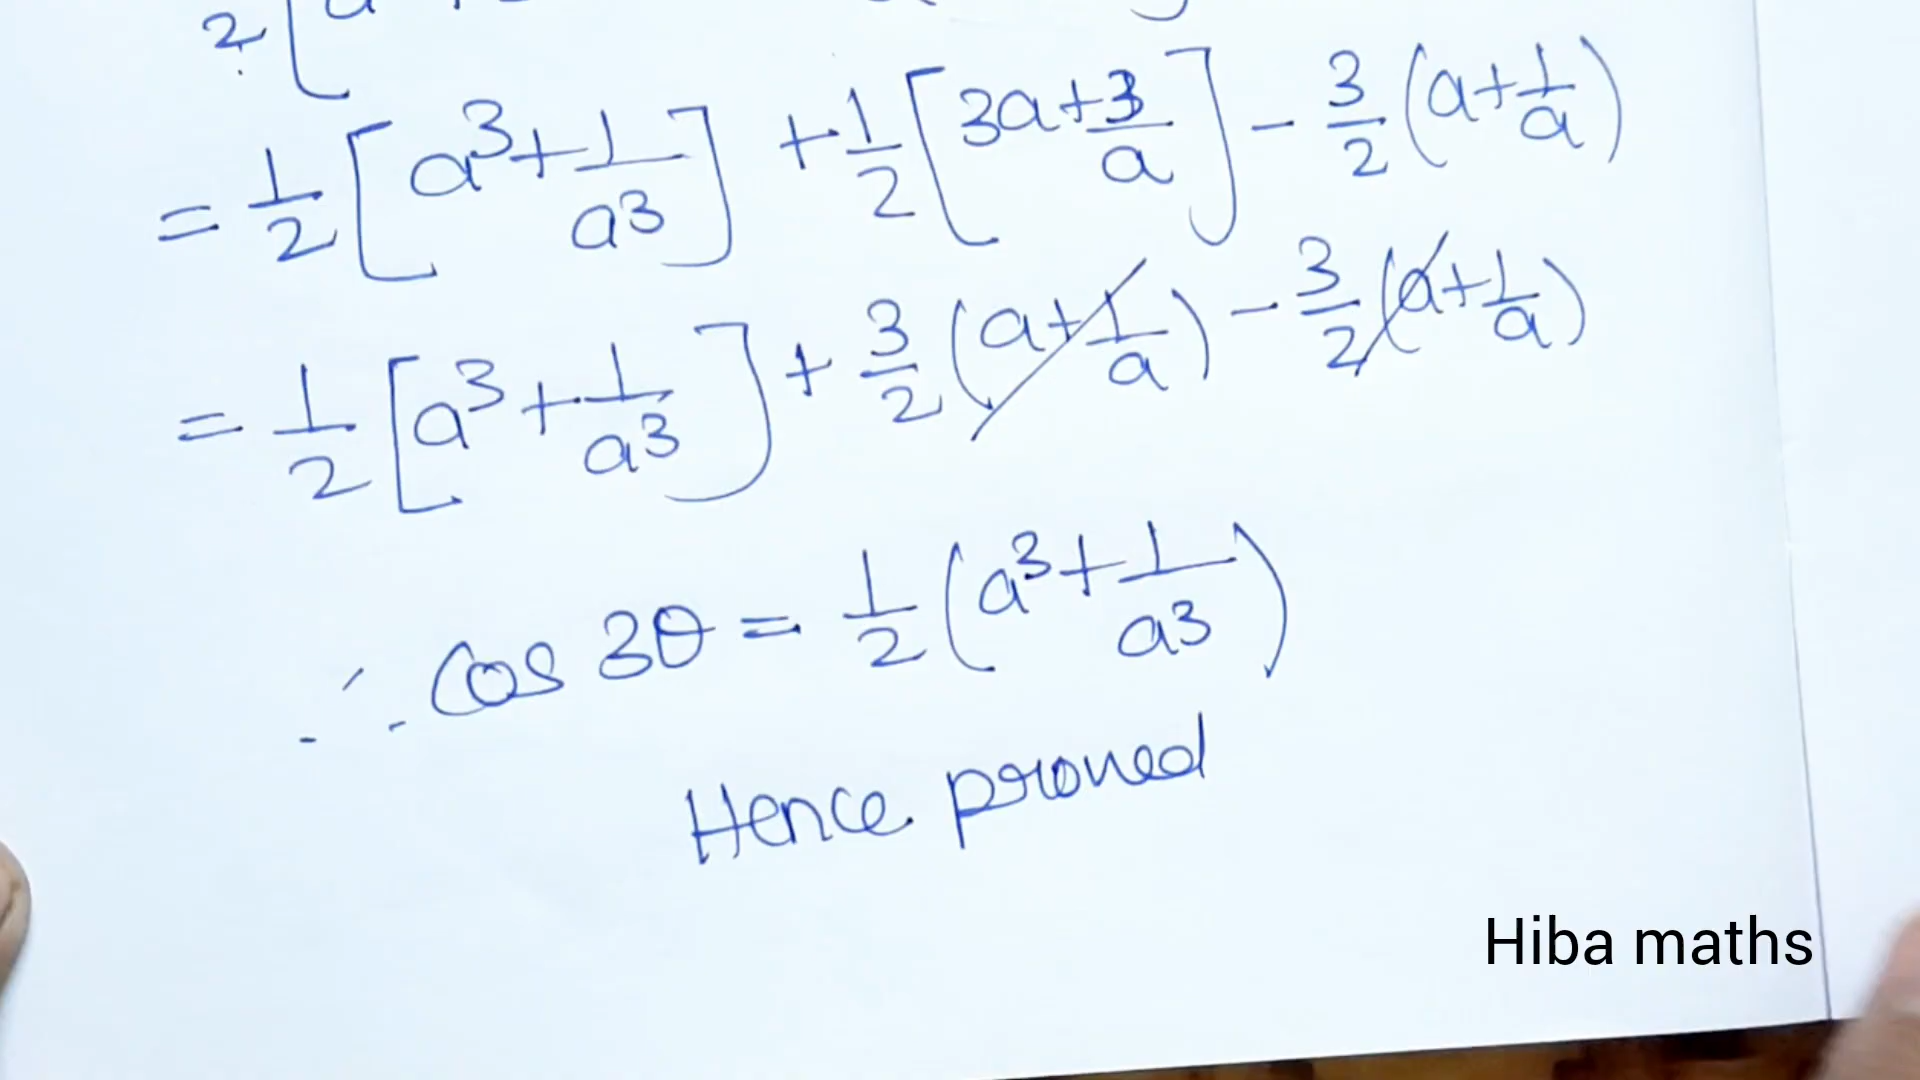 2
= 1/2 [a³ + 1/a³] + 1/2 [3a + 3/a] - 3/2 (a + 1/a)
= 1/2 [a³ + 1/a³] + 3/2 (a + 1/a) - 3/2 (a + 1/a)
∴ Cos 3θ = 1/2 (a³ + 1/a³)
Hence proved
Hiba maths